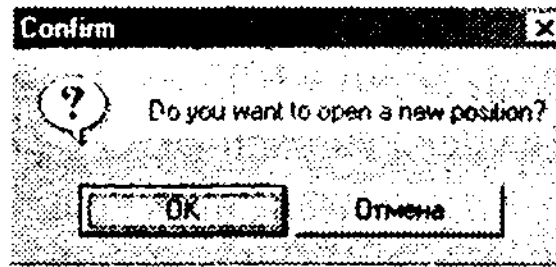 Confirm
?
Do you want to open a new position?
OK
Отмена